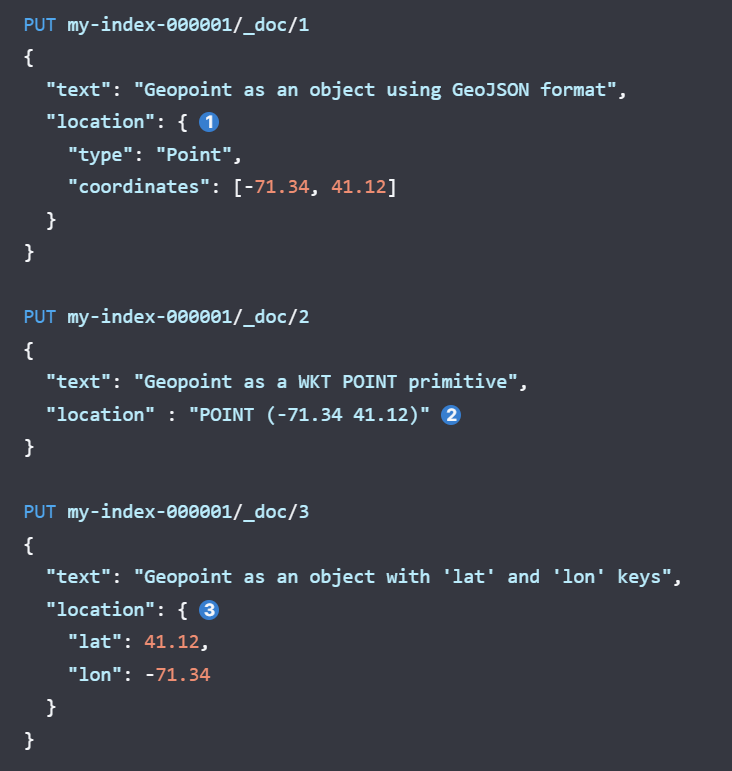 PUT my-index-000001/_doc/1
{
  "text": "Geopoint as an object using GeoJSON format",
  "location": { 1
    "type": "Point",
    "coordinates": [-71.34, 41.12]
  }
}

PUT my-index-000001/_doc/2
{
  "text": "Geopoint as a WKT POINT primitive",
  "location" : "POINT (-71.34 41.12)" 2
}

PUT my-index-000001/_doc/3
{
  "text": "Geopoint as an object with 'lat' and 'lon' keys",
  "location": { 3
    "lat": 41.12,
    "lon": -71.34
  }
}